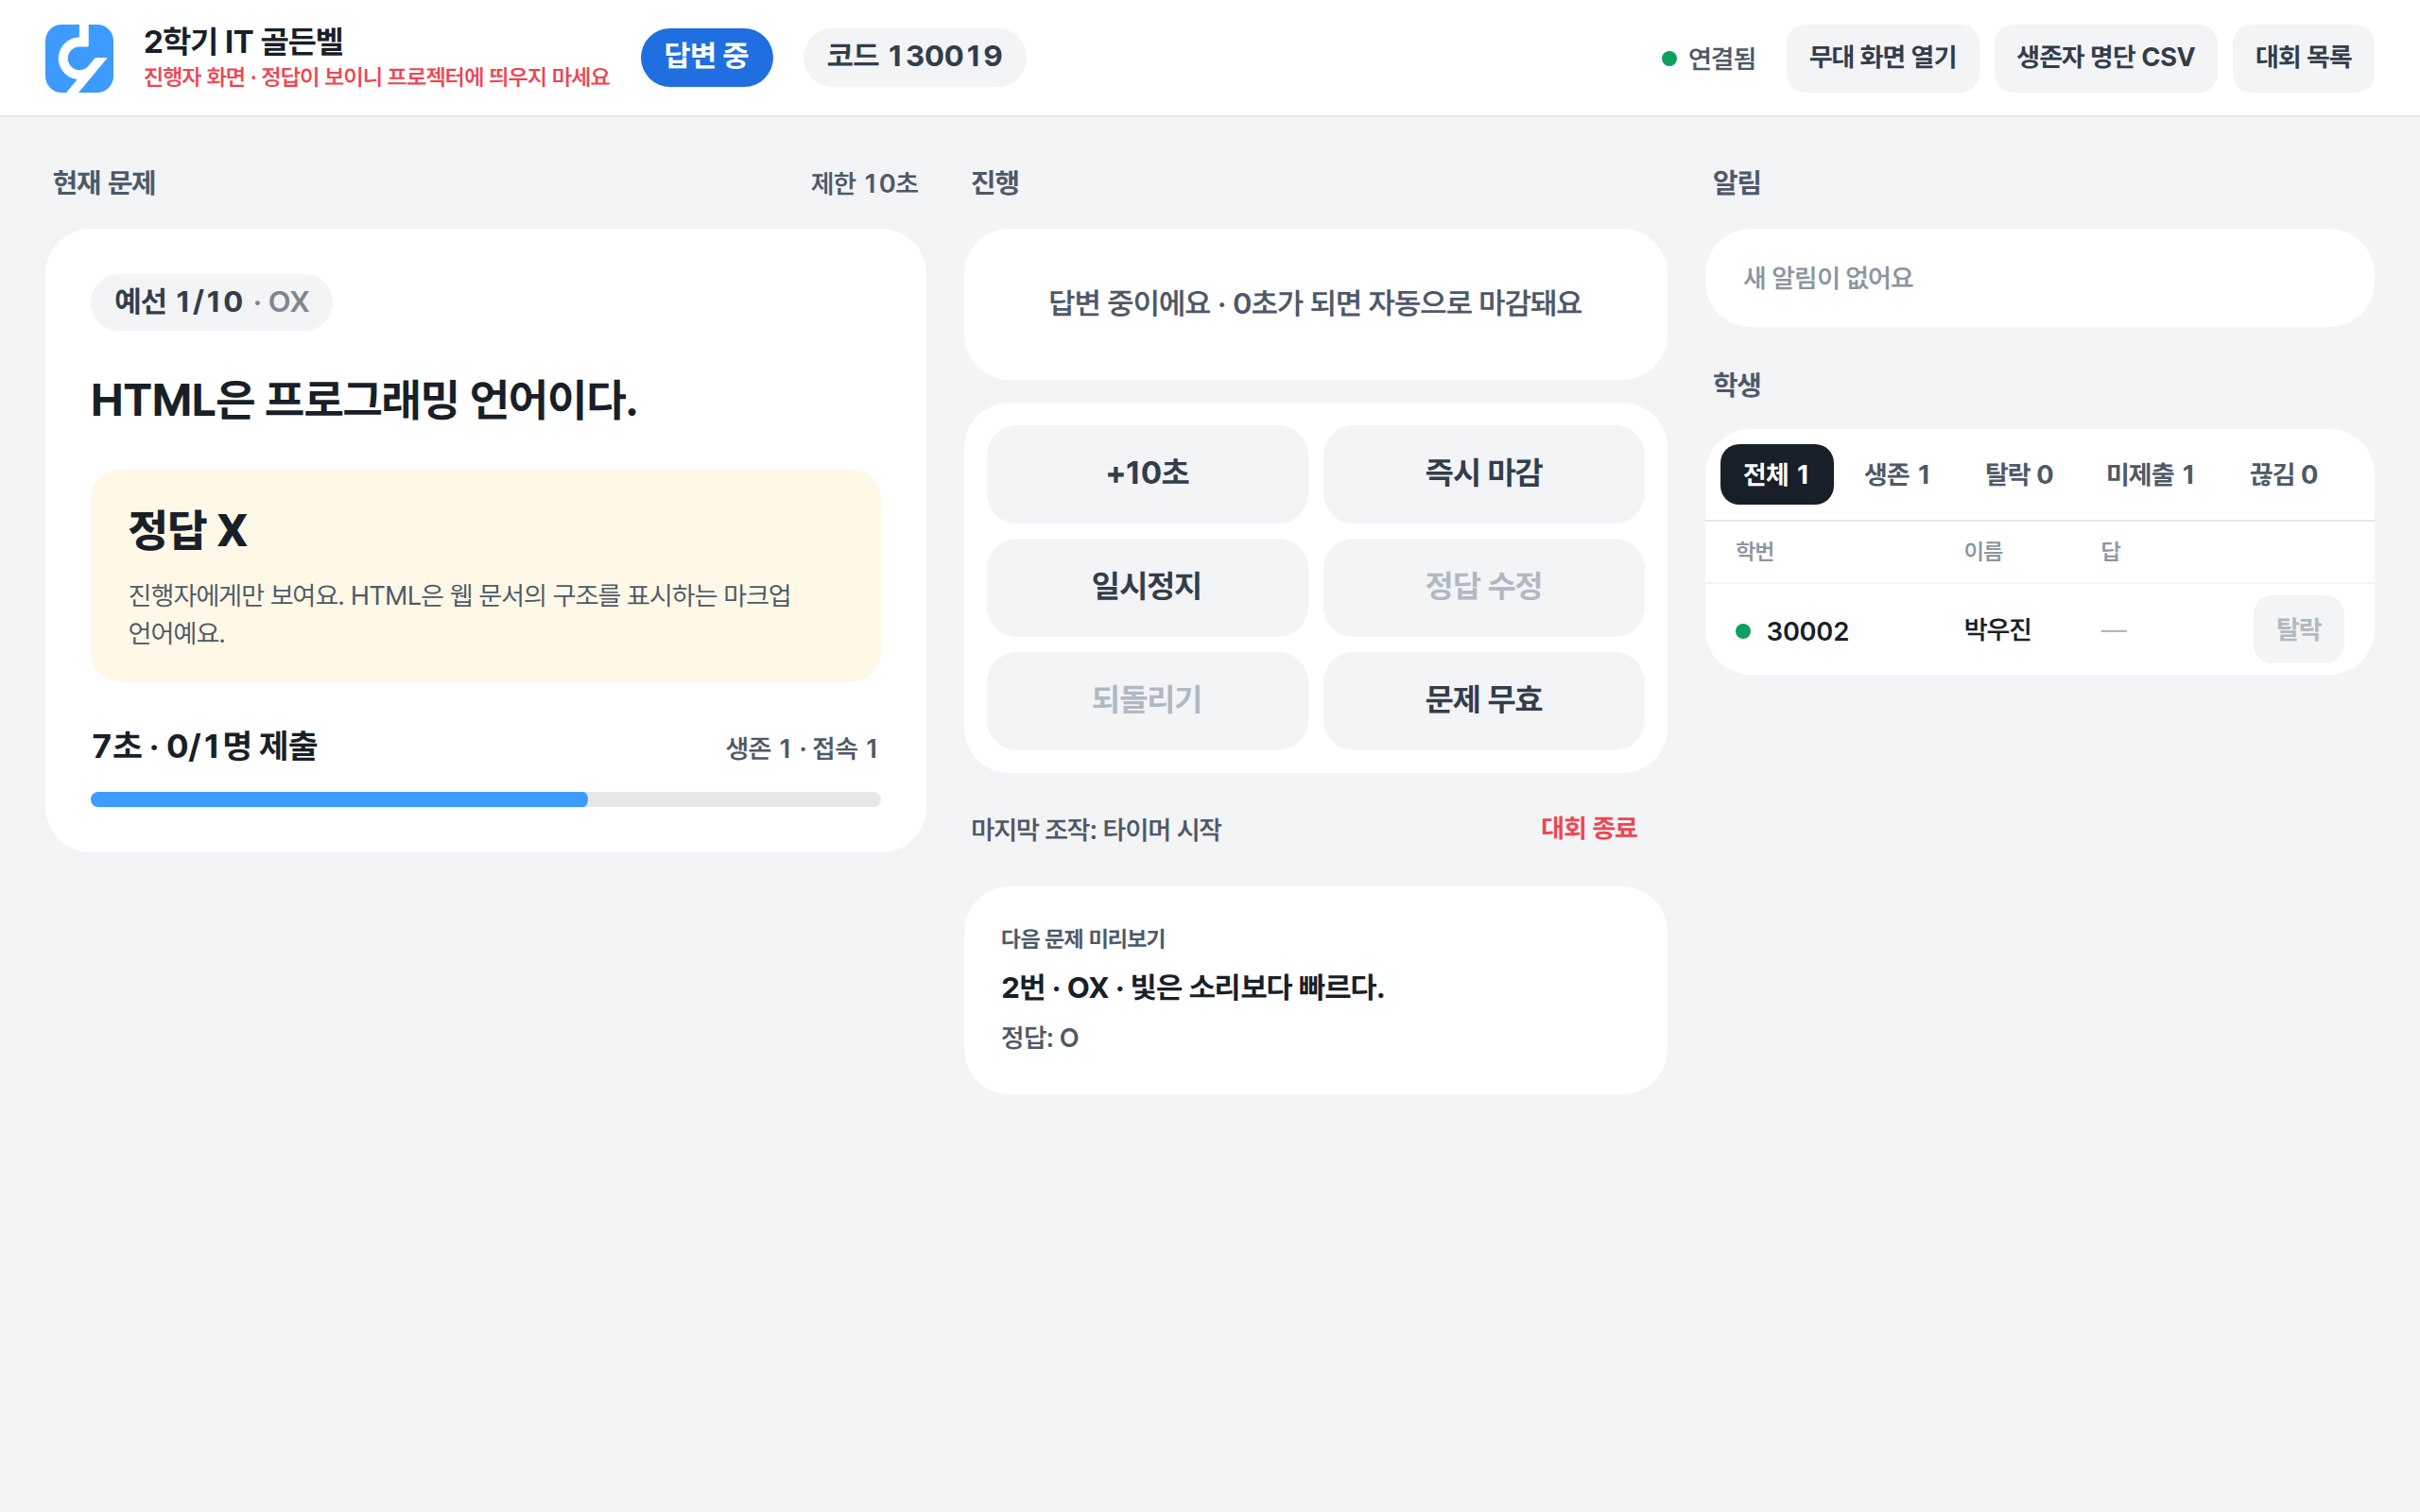 2학기 IT 골든벨
진행자 화면 · 정답이 보이니 프로젝터에 띄우지 마세요
답변 중
코드 130019
연결됨
무대 화면 열기
생존자 명단 CSV
대회 목록
현재 문제
제한 10초
예선 1/10 · OX
HTML은 프로그래밍 언어이다.
정답 X
진행자에게만 보여요. HTML은 웹 문서의 구조를 표시하는 마크업
언어예요.
7초 · 0/1명 제출
생존 1 · 접속 1
진행
답변 중이에요 · 0초가 되면 자동으로 마감돼요
+10초
즉시 마감
일시정지
정답 수정
되돌리기
문제 무효
마지막 조작: 타이머 시작
대회 종료
다음 문제 미리보기
2번 · OX · 빛은 소리보다 빠르다.
정답: O
알림
새 알림이 없어요
학생
전체 1
생존 1
탈락 0
미제출 1
끊김 0
학번
이름
답
30002
박우진
—
탈락